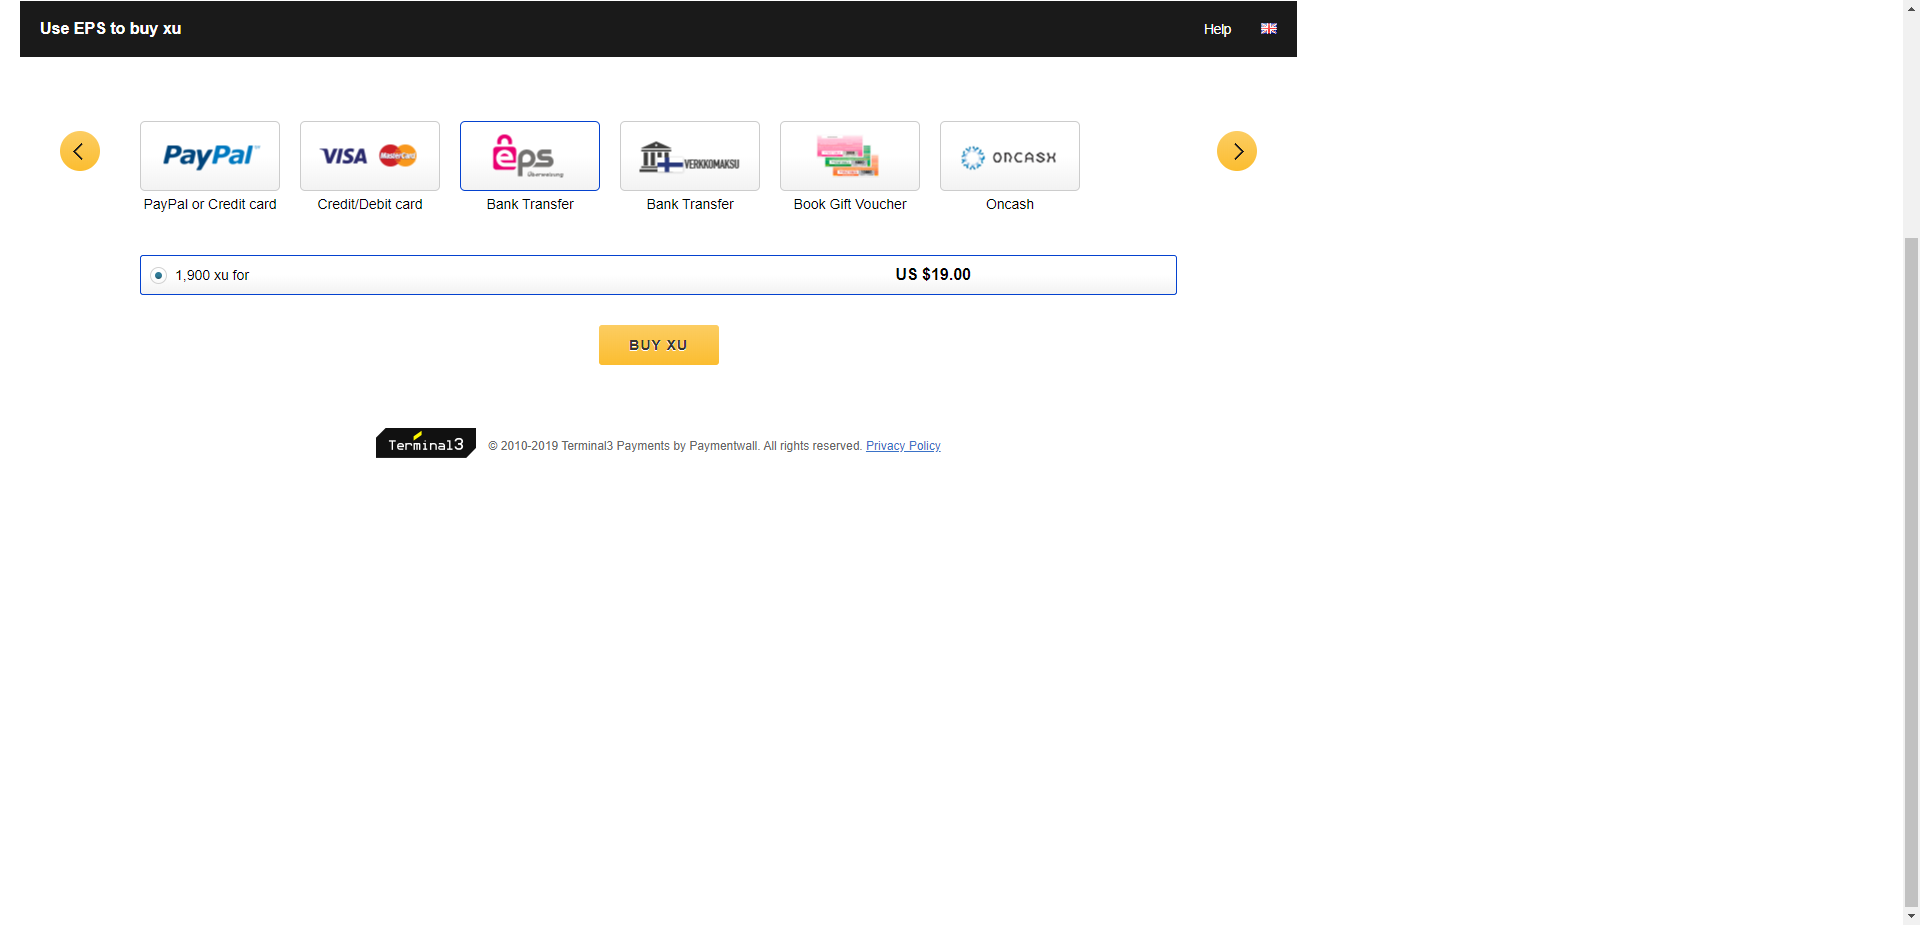 Use EPS to buy xu
Help
PayPal
VISA MasterCard
eps
Überweisung
VERKKOMAKSU
ONCASH
PayPal or Credit card
Credit/Debit card
Bank Transfer
Bank Transfer
Book Gift Voucher
Oncash
1,900 xu for US $19.00
BUY XU
Terminal3 © 2010-2019 Terminal3 Payments by Paymentwall. All rights reserved. Privacy Policy